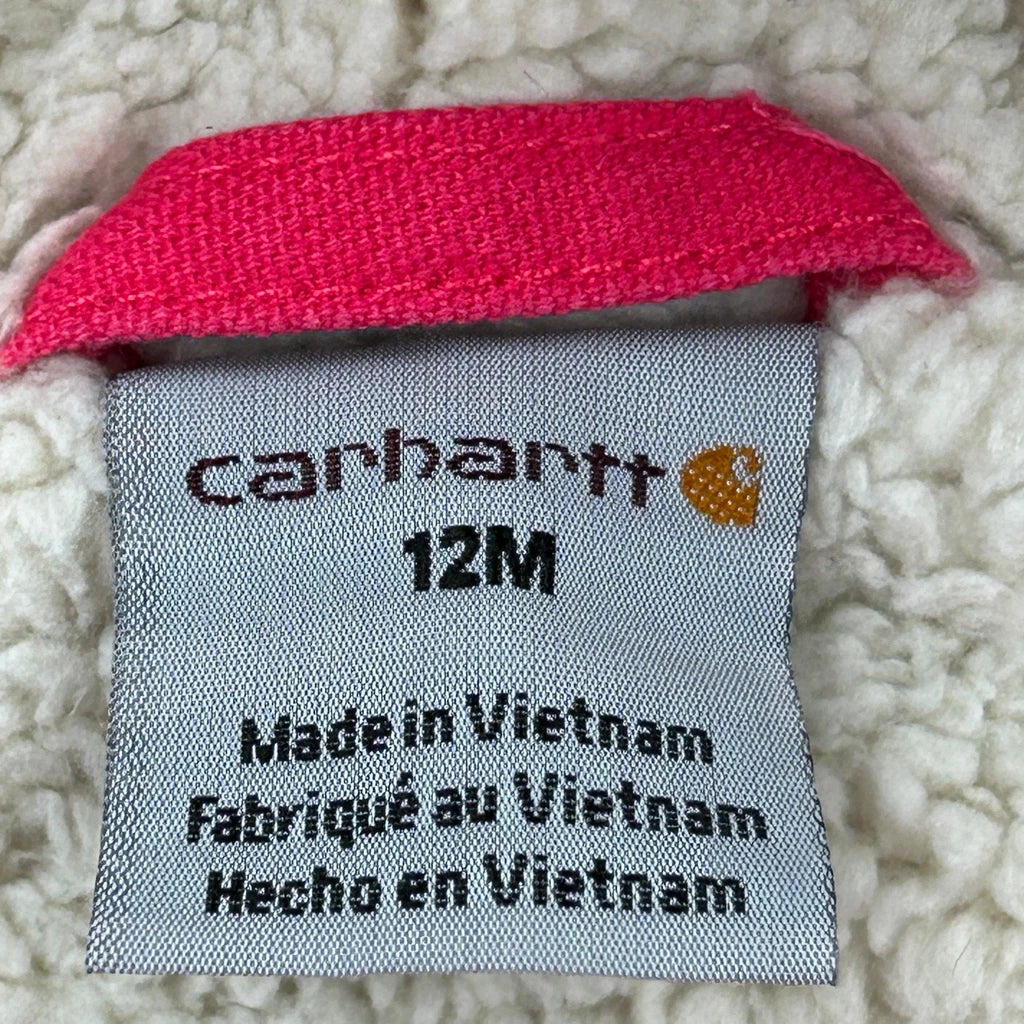 carhartt
12M
Made in Vietnam
Fabriqué au Vietnam
Hecho en Vietnam